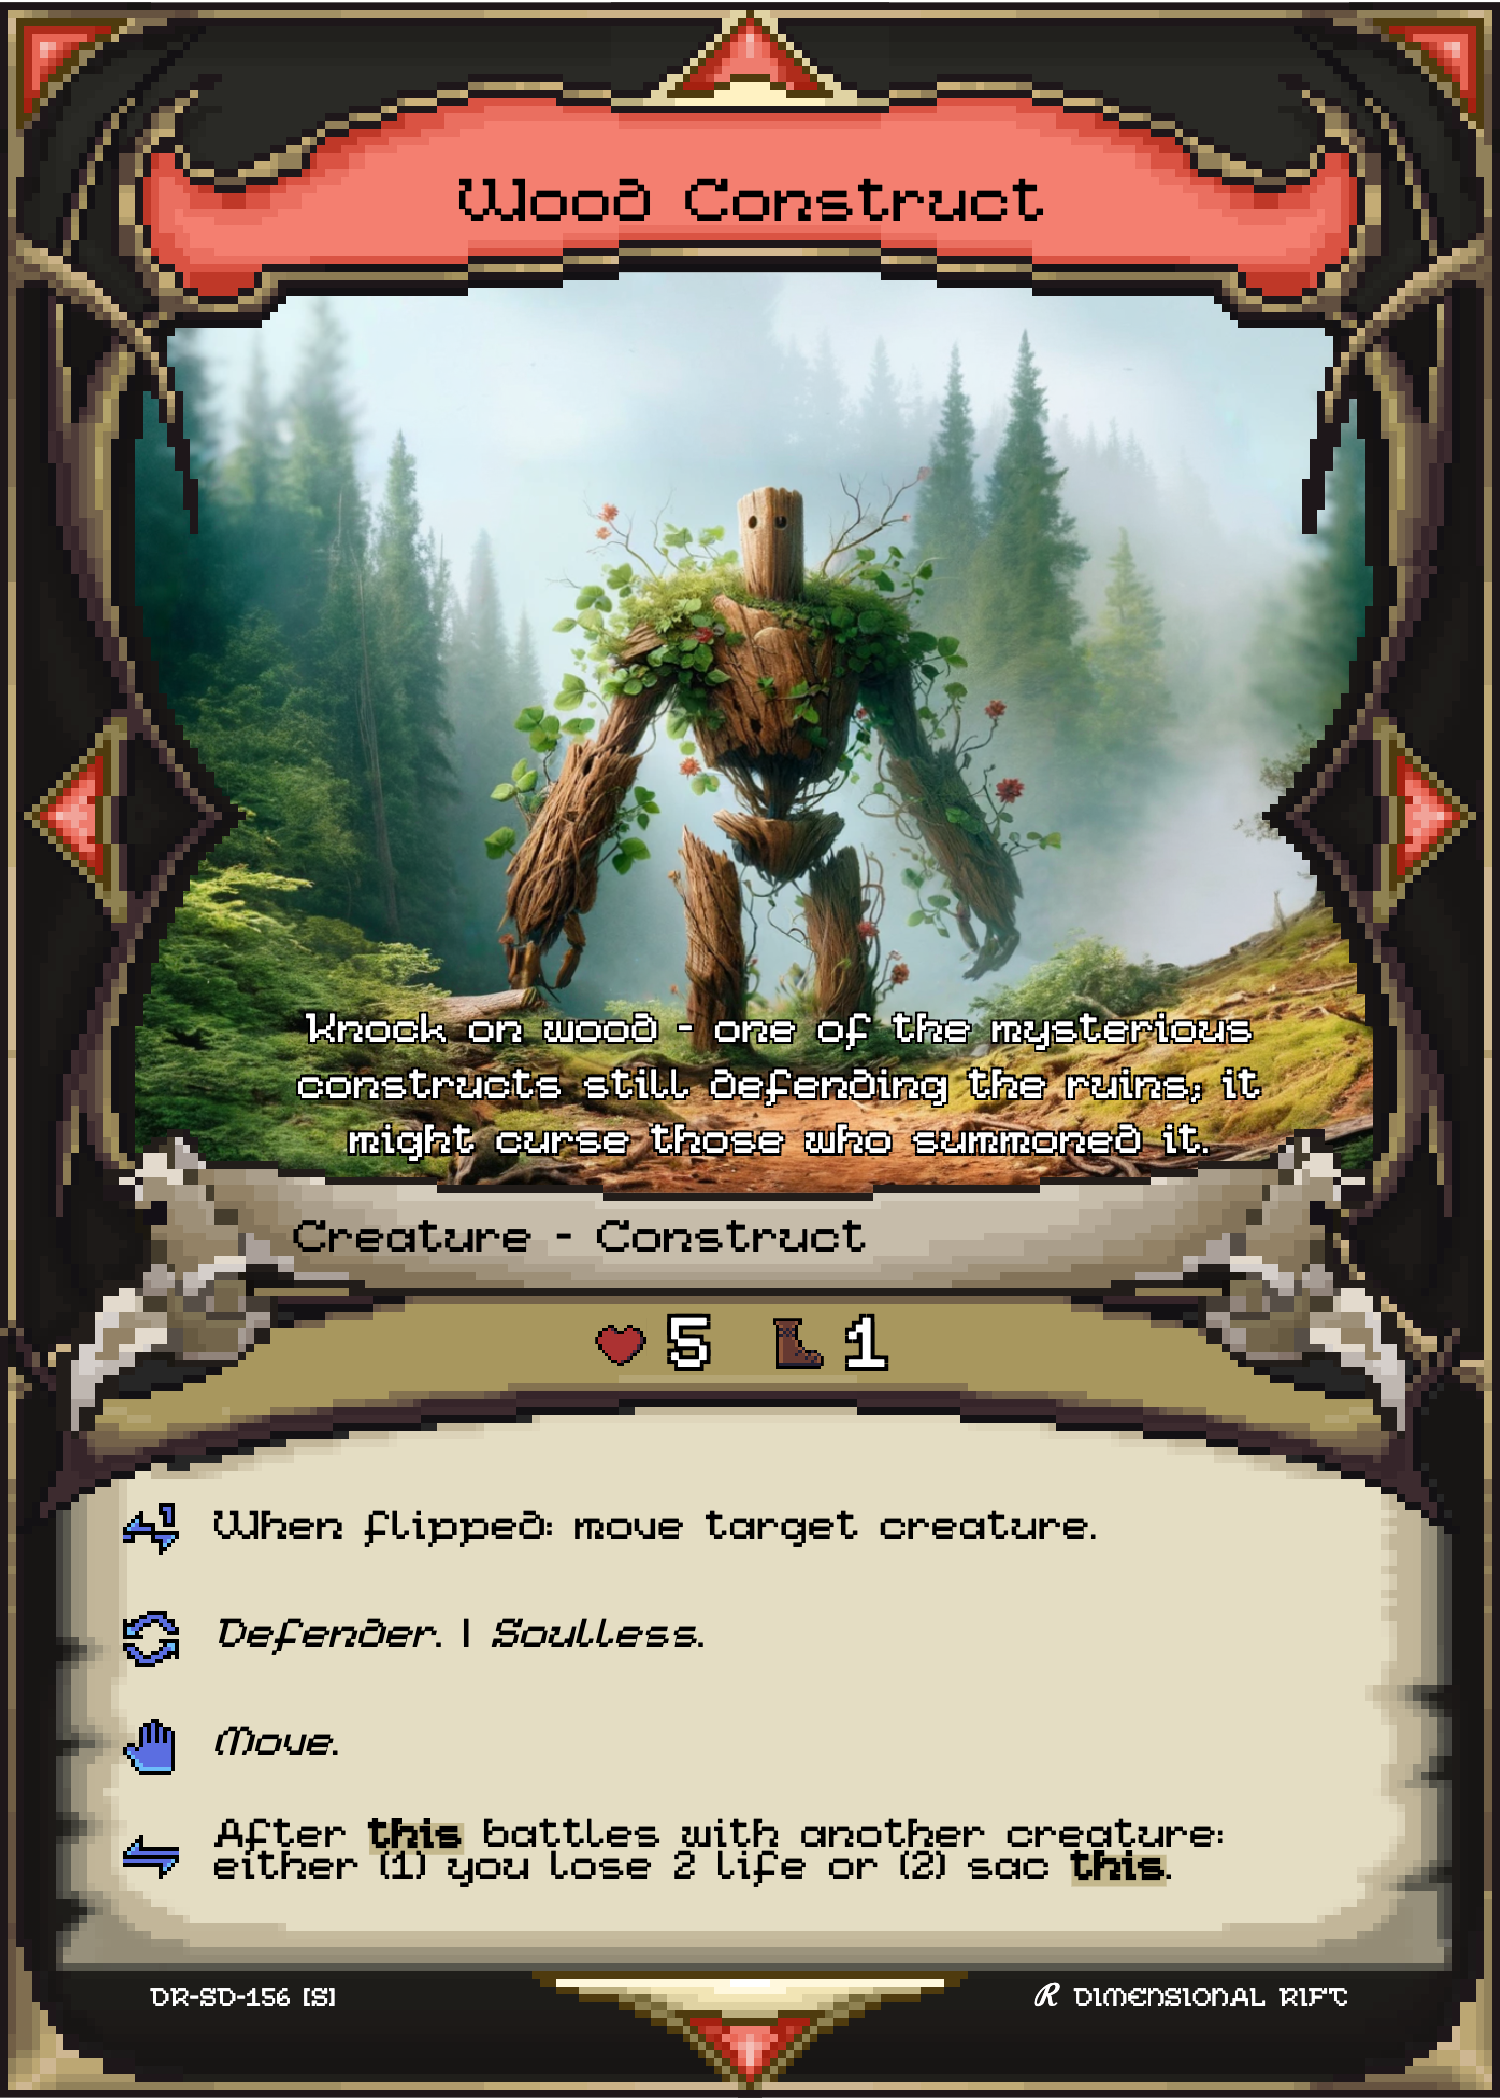 Wood Construct
Knock on wood - one of the mysterious
constructs still defending the ruins; it
might curse those who summoned it.
Creature - Construct
5 1
When flipped: move target creature.
Defender. | Soulless.
Move.
After this battles with another creature:
either (1) you lose 2 life or (2) sac this.
DR-SD-156 [S]
R DIMENSIONAL RIFT